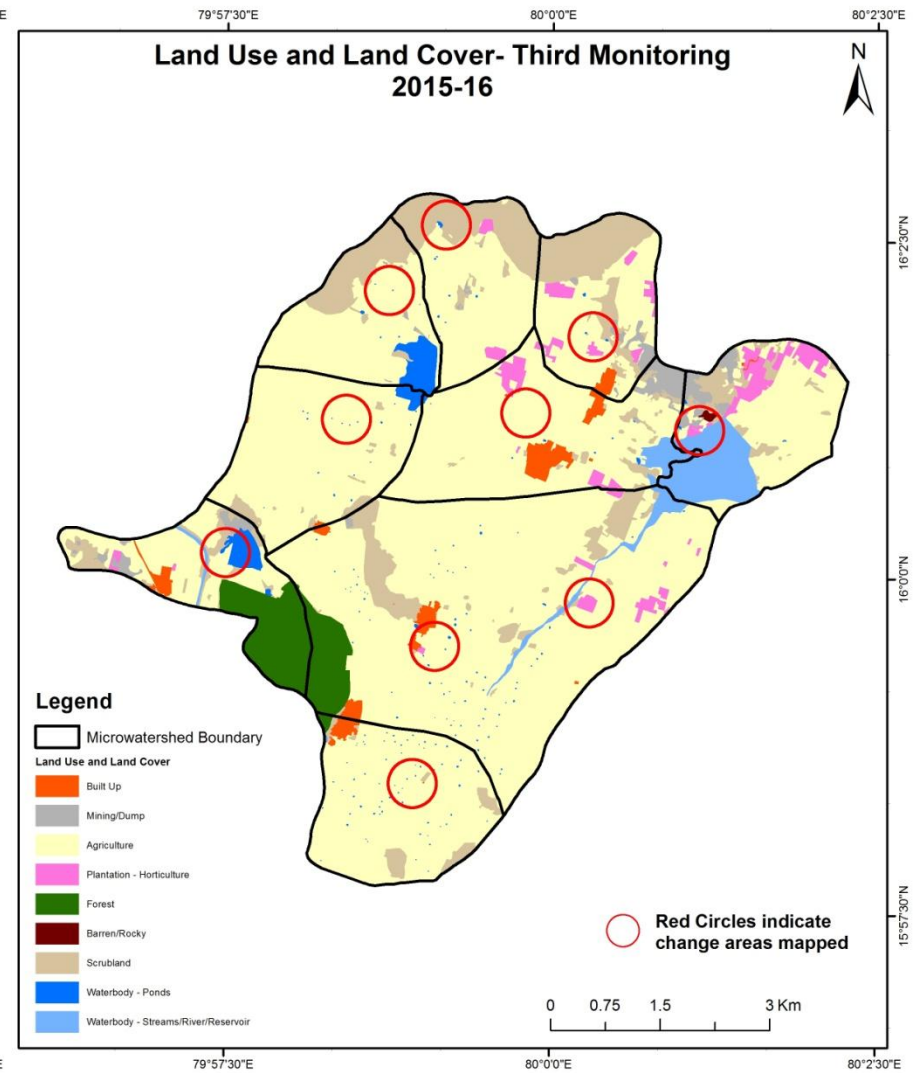 E
79°57'30"E
80°0'0"E
80°2'30"E
Land Use and Land Cover- Third Monitoring
2015-16
N
16°2'30"N
16°0'0"N
15°57'30"N
Legend
Microwatershed Boundary
Land Use and Land Cover
Built Up
Mining/Dump
Agriculture
Plantation - Horticulture
Forest
Barren/Rocky
Scrubland
Waterbody - Ponds
Waterbody - Streams/River/Reservoir
Red Circles indicate
change areas mapped
0 0.75 1.5 3 Km
E
79°57'30"E
80°0'0"E
80°2'30"E